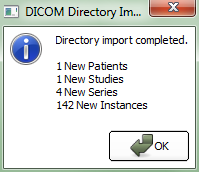 DICOM Directory Im...
Directory import completed.
1 New Patients
1 New Studies
4 New Series
142 New Instances
OK